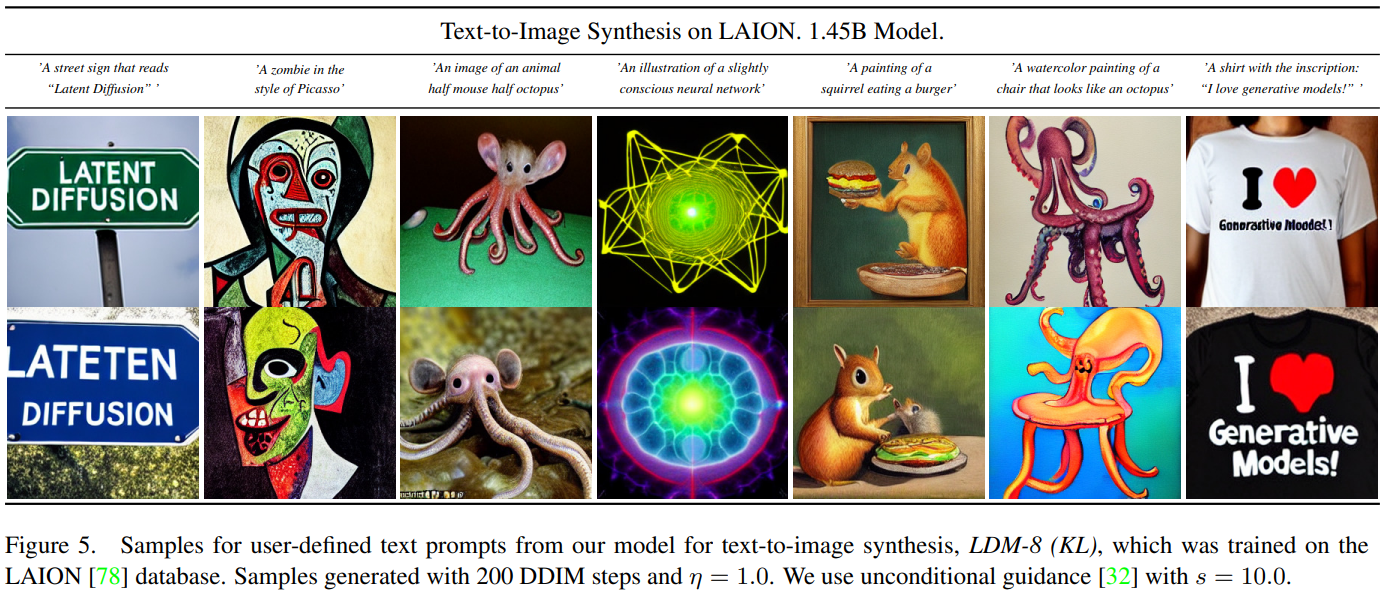 Text-to-Image Synthesis on LAION. 1.45B Model.
'A street sign that reads
“Latent Diffusion” '
'A zombie in the
style of Picasso'
'An image of an animal
half mouse half octopus'
'An illustration of a slightly
conscious neural network'
'A painting of a
squirrel eating a burger'
'A watercolor painting of a
chair that looks like an octopus'
'A shirt with the inscription:
“I love generative models!” '
LATENT
DIFFUSION
I
Generative Moodel!
LATETEN
DIFFUSION
I
Generative
Models!
Figure 5. Samples for user-defined text prompts from our model for text-to-image synthesis, LDM-8 (KL), which was trained on the
LAION [78] database. Samples generated with 200 DDIM steps and η = 1.0. We use unconditional guidance [32] with s = 10.0.